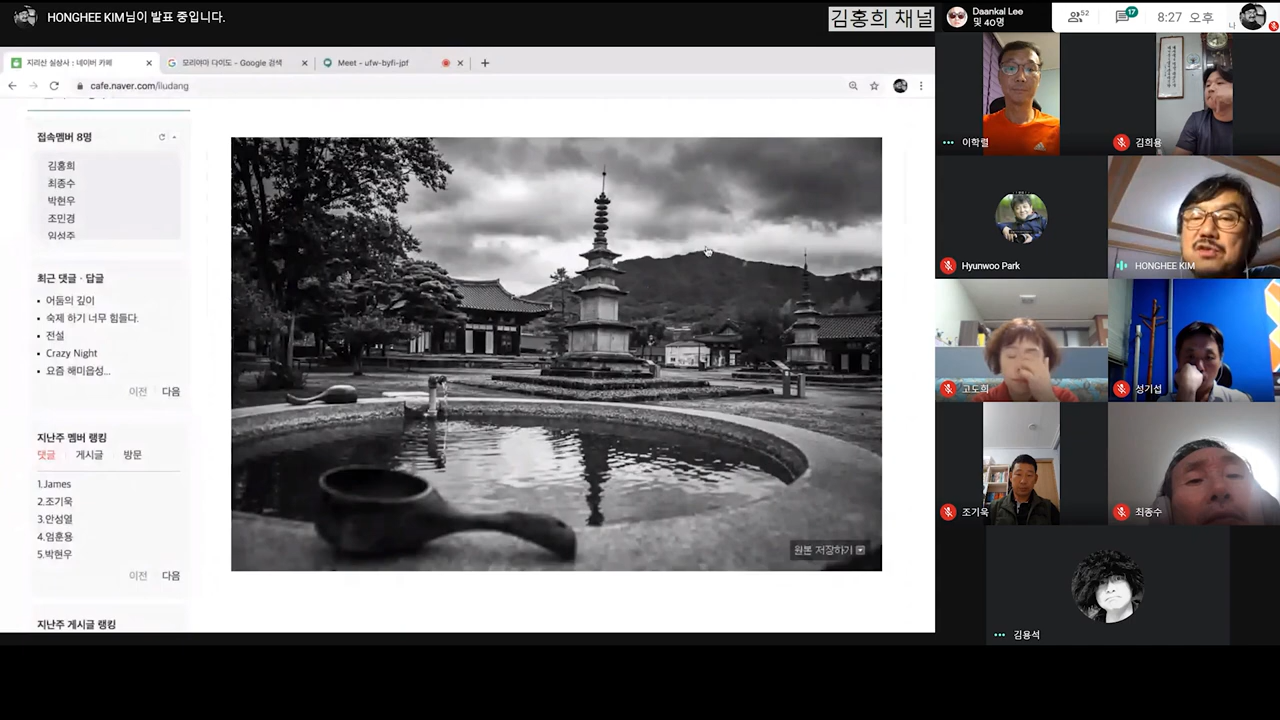 HONGHEE KIM님이 발표 중입니다.
김홍희 채널
Daankal Lee
및 40명
52
17
8:27 오후
나
지리산 실상사 : 네이버 카페
모리야마 다이도 - Google 검색
Meet - ufw-byfi-jpf
cafe.naver.com/iludang
접속멤버 8명
김홍희
최종수
박현우
조민경
임성주
최근 댓글 · 답글
어둠의 깊이
숙제 하기 너무 힘들다.
전설
Crazy Night
요즘 해미읍성...
이전 다음
지난주 멤버 랭킹
댓글 게시글 방문
1.James
2.조기욱
3.안성열
4.엄훈용
5.박현우
이전 다음
지난주 게시글 랭킹
원본 저장하기
이학렬
김희용
Hyunwoo Park
HONGHEE KIM
고도희
성기섭
조기욱
최종수
김용석